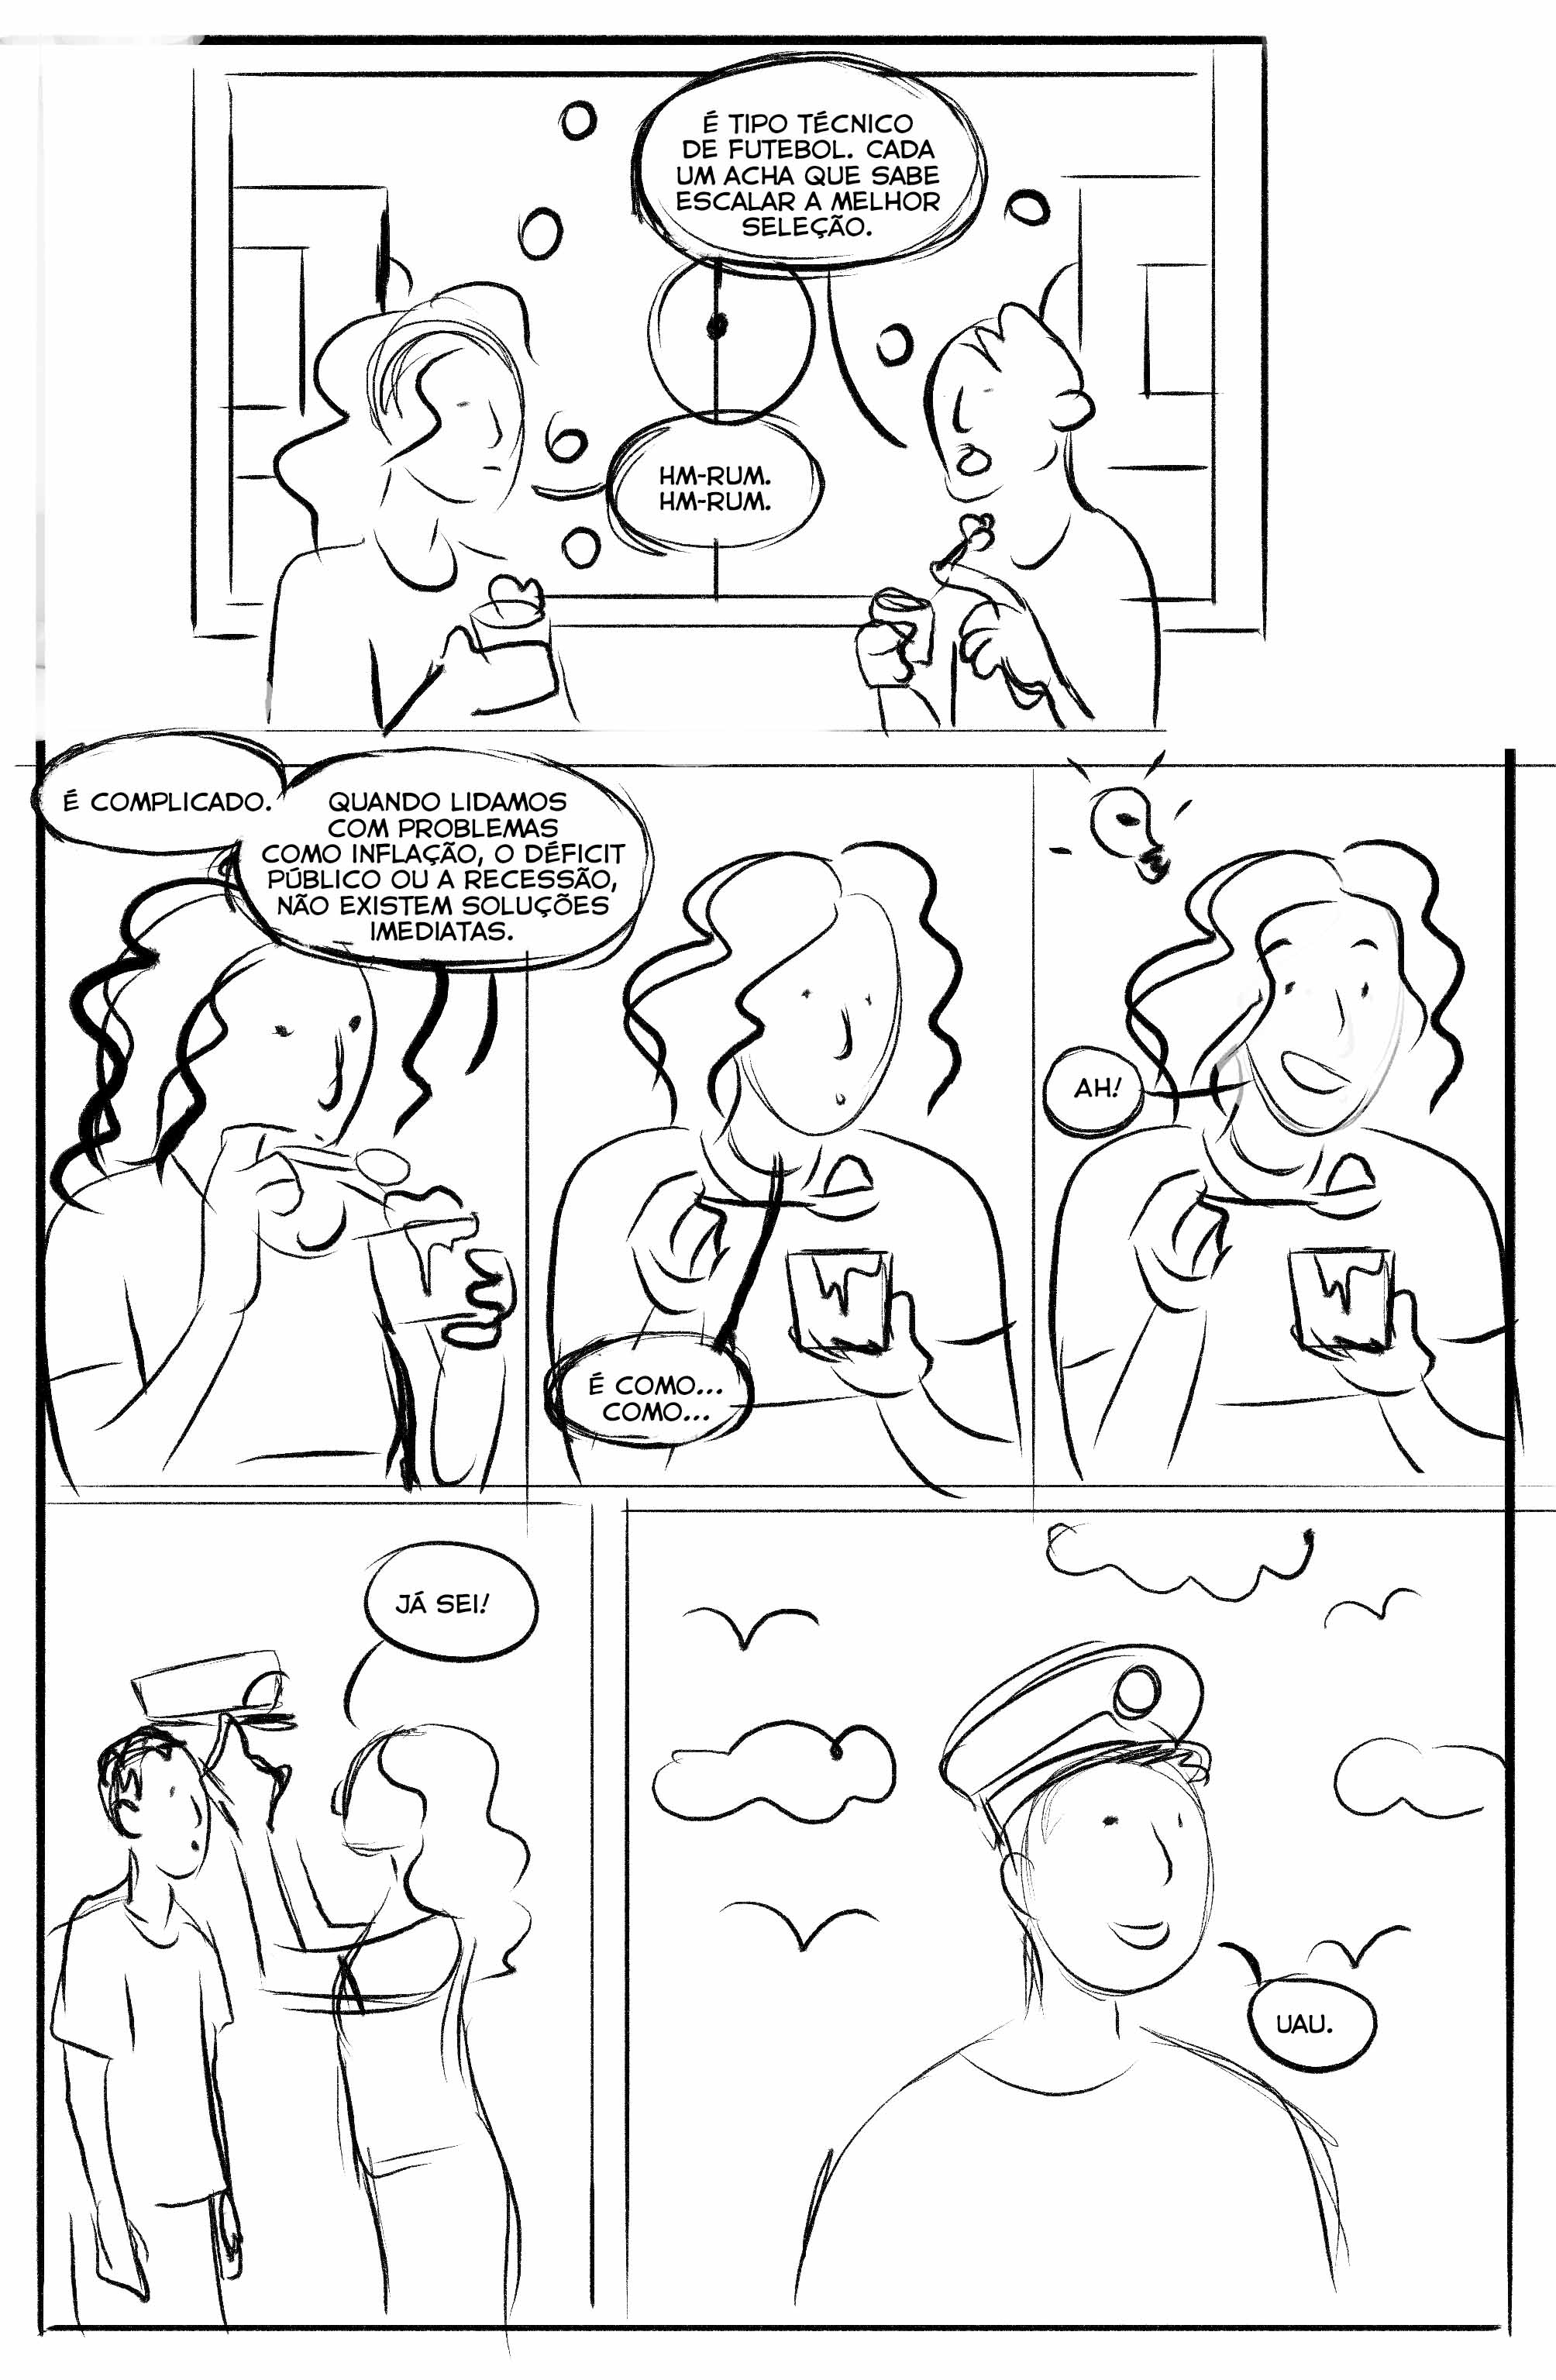 É TIPO TÉCNICO
DE FUTEBOL. CADA
UM ACHA QUE SABE
ESCALAR A MELHOR
SELEÇÃO.
HM-RUM.
HM-RUM.
É COMPLICADO.
QUANDO LIDAMOS
COM PROBLEMAS
COMO INFLAÇÃO, O DÉFICIT
PÚBLICO OU A RECESSÃO,
NÃO EXISTEM SOLUÇÕES
IMEDIATAS.
É COMO...
COMO...
AH!
JÁ SEI!
UAU.